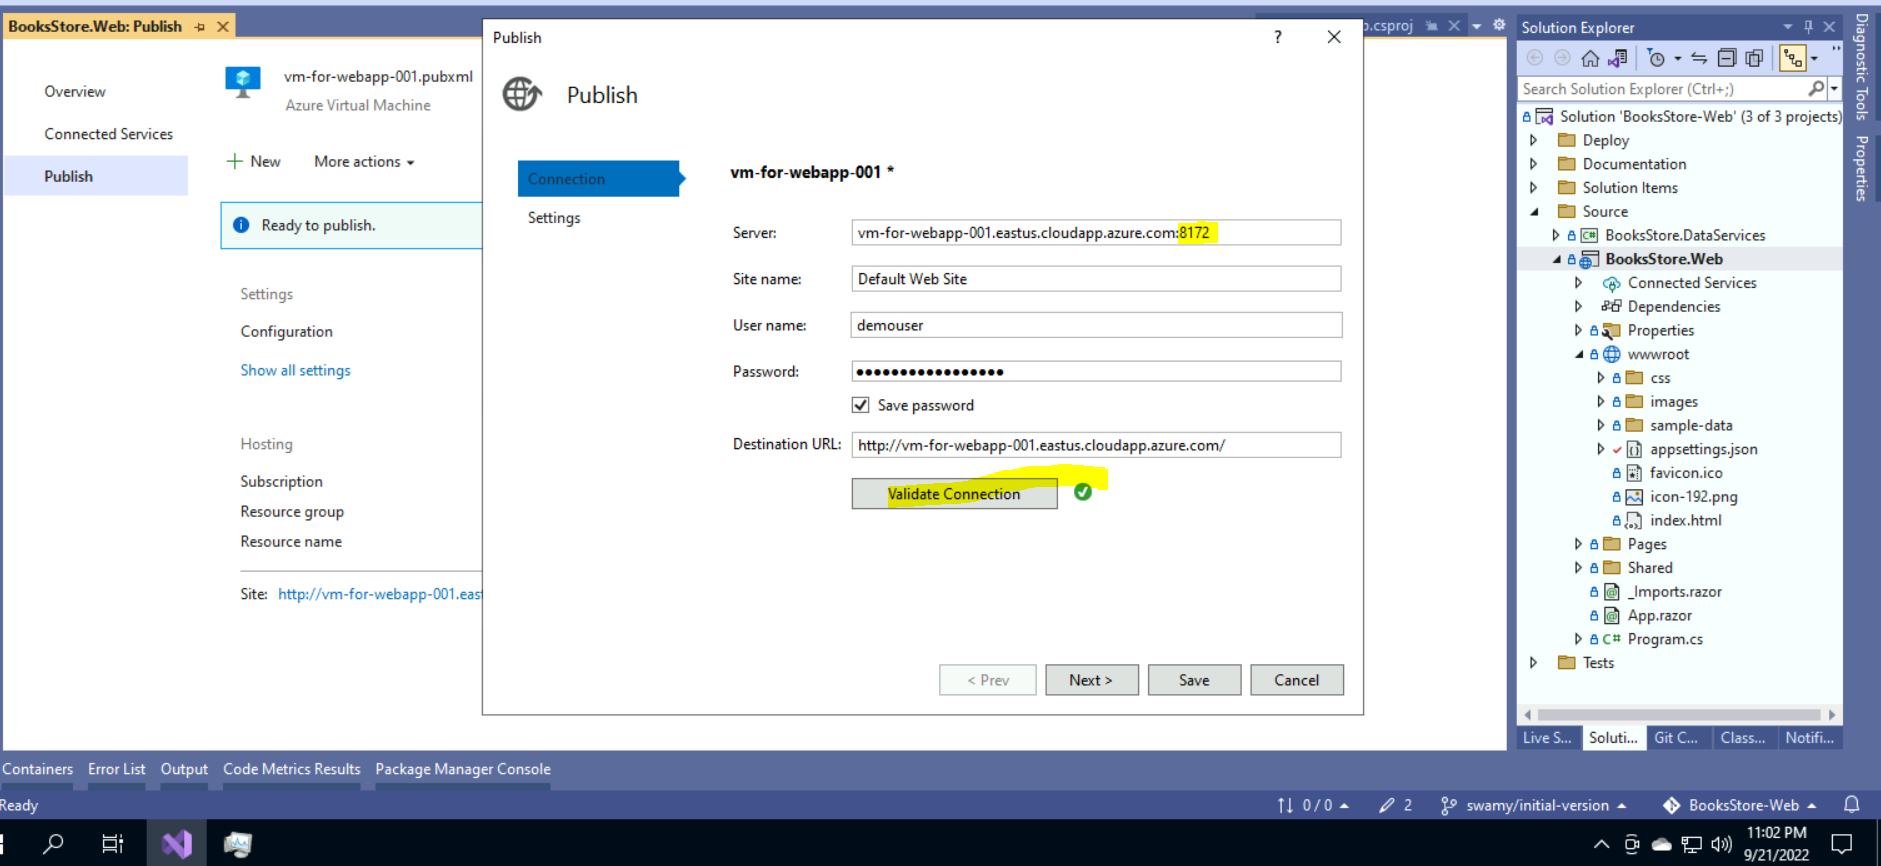 BooksStore.Web: Publish
Overview
Connected Services
Publish
vm-for-webapp-001.pubxml
Azure Virtual Machine
New
More actions
Ready to publish.
Settings
Configuration
Show all settings
Hosting
Subscription
Resource group
Resource name
Site: http://vm-for-webapp-001.eas
Publish
?
Publish
Connection
Settings
vm-for-webapp-001 *
Server: vm-for-webapp-001.eastus.cloudapp.azure.com:8172
Site name: Default Web Site
User name: demouser
Password: •••••••••••••••••
Save password
Destination URL: http://vm-for-webapp-001.eastus.cloudapp.azure.com/
Validate Connection
< Prev
Next >
Save
Cancel
.csproj
Solution Explorer
Search Solution Explorer (Ctrl+;)
Solution 'BooksStore-Web' (3 of 3 projects)
Deploy
Documentation
Solution Items
Source
C# BooksStore.DataServices
BooksStore.Web
Connected Services
Dependencies
Properties
wwwroot
css
images
sample-data
appsettings.json
favicon.ico
icon-192.png
index.html
Pages
Shared
_Imports.razor
App.razor
C# Program.cs
Tests
Live S...
Soluti...
Git C...
Class...
Notifi...
Diagnostic Tools
Properties
Containers
Error List
Output
Code Metrics Results
Package Manager Console
Ready
0 / 0
2
swamy/initial-version
BooksStore-Web
11:02 PM
9/21/2022